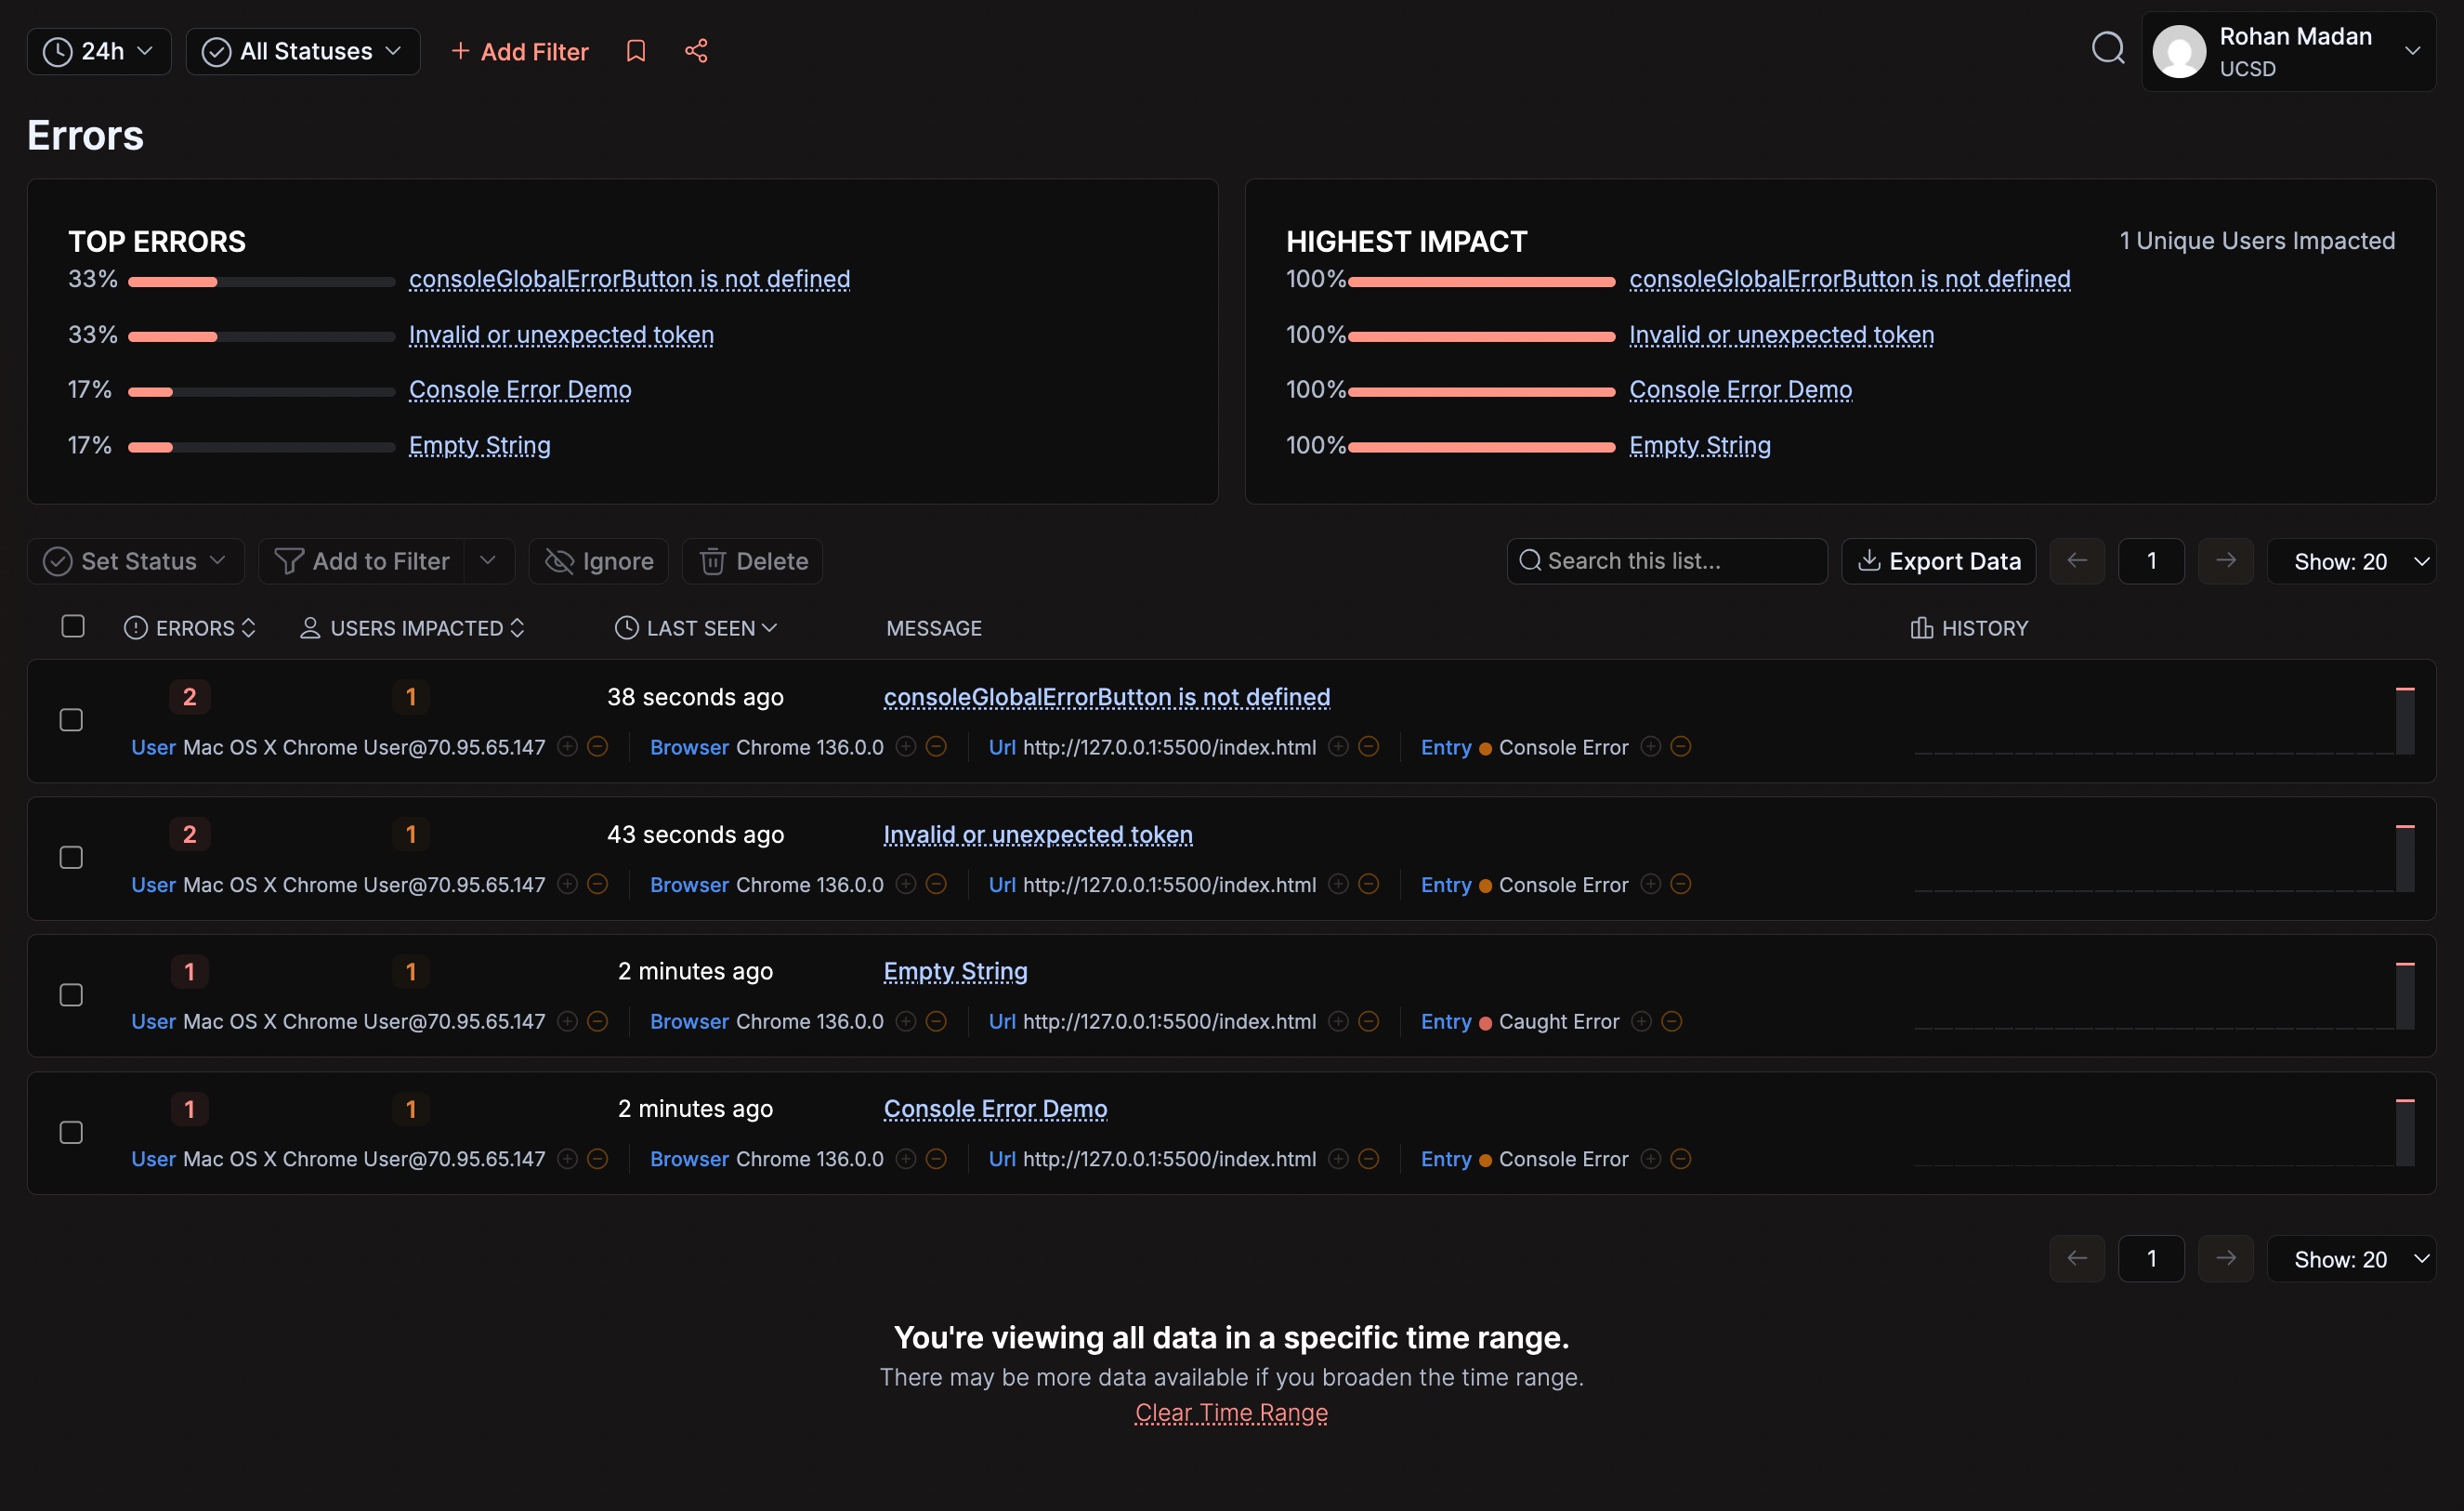 24h
All Statuses
+ Add Filter
Rohan Madan
UCSD
Errors
TOP ERRORS
33% consoleGlobalErrorButton is not defined
33% Invalid or unexpected token
17% Console Error Demo
17% Empty String
HIGHEST IMPACT
1 Unique Users Impacted
100% consoleGlobalErrorButton is not defined
100% Invalid or unexpected token
100% Console Error Demo
100% Empty String
Set Status
Add to Filter
Ignore
Delete
Search this list...
Export Data
1
Show: 20
ERRORS USERS IMPACTED LAST SEEN MESSAGE HISTORY
2 1 38 seconds ago consoleGlobalErrorButton is not defined
User Mac OS X Chrome User@70.95.65.147 Browser Chrome 136.0.0 Url http://127.0.0.1:5500/index.html Entry Console Error
2 1 43 seconds ago Invalid or unexpected token
User Mac OS X Chrome User@70.95.65.147 Browser Chrome 136.0.0 Url http://127.0.0.1:5500/index.html Entry Console Error
1 1 2 minutes ago Empty String
User Mac OS X Chrome User@70.95.65.147 Browser Chrome 136.0.0 Url http://127.0.0.1:5500/index.html Entry Caught Error
1 1 2 minutes ago Console Error Demo
User Mac OS X Chrome User@70.95.65.147 Browser Chrome 136.0.0 Url http://127.0.0.1:5500/index.html Entry Console Error
1
Show: 20
You're viewing all data in a specific time range.
There may be more data available if you broaden the time range.
Clear Time Range